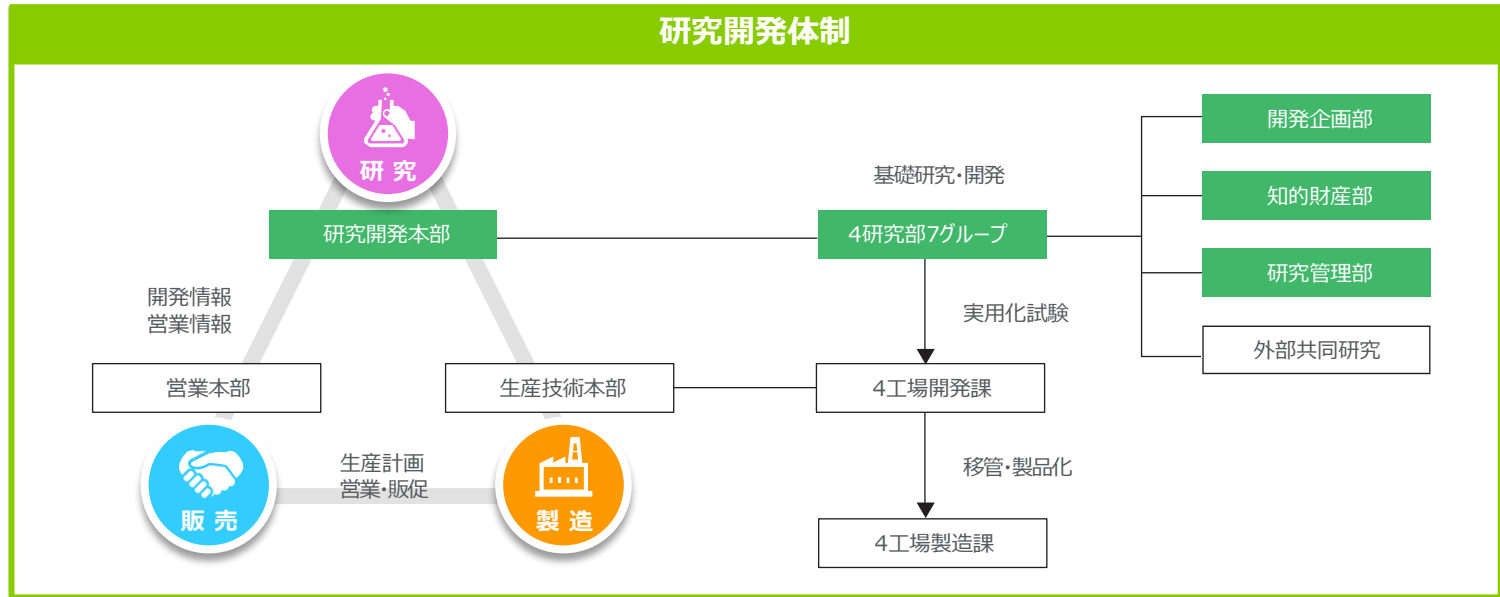 研究開発体制
研究
研究開発本部
開発情報
営業情報
営業本部
生産技術本部
販売
生産計画
営業・販促
製造
基礎研究・開発
4研究部7グループ
実用化試験
4工場開発課
移管・製品化
4工場製造課
開発企画部
知的財産部
研究管理部
外部共同研究